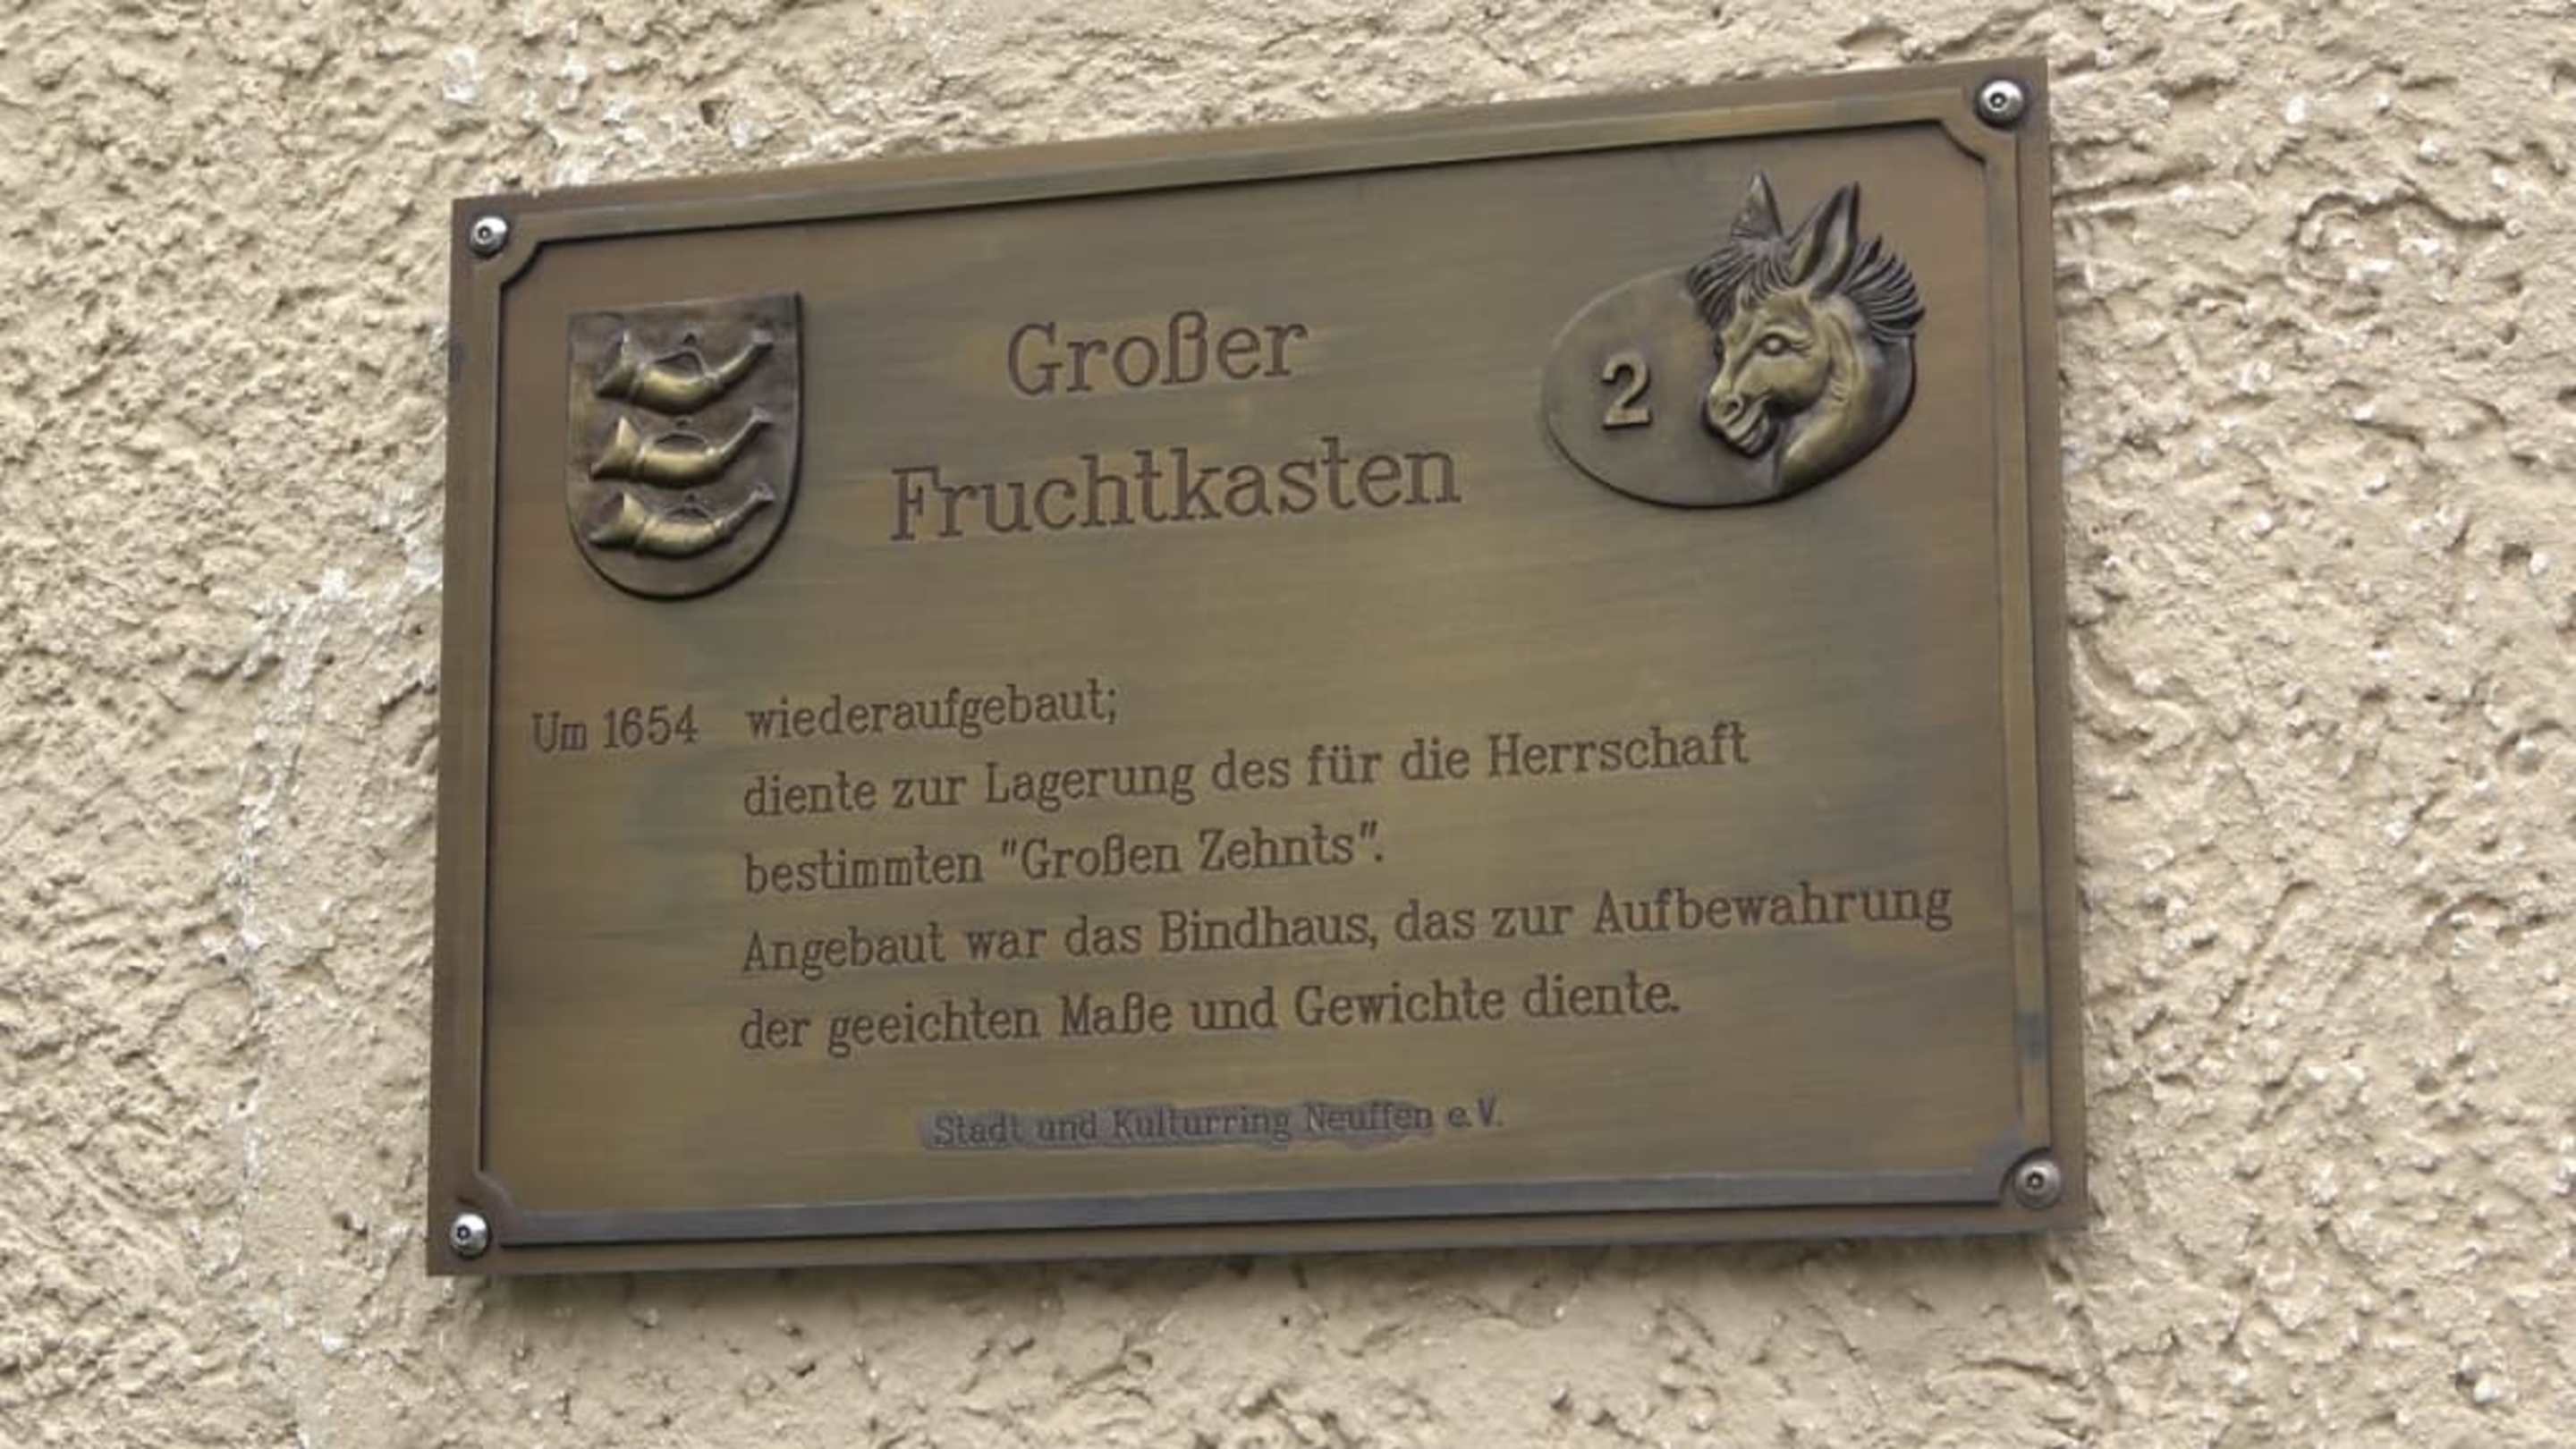 Großer
Fruchtkasten
2
Um 1654 wiederaufgebaut;
diente zur Lagerung des für die Herrschaft
bestimmten "Großen Zehnts".
Angebaut war das Bindhaus, das zur Aufbewahrung
der geeichten Maße und Gewichte diente.
Stadt und Kulturring Neuffen e.V.